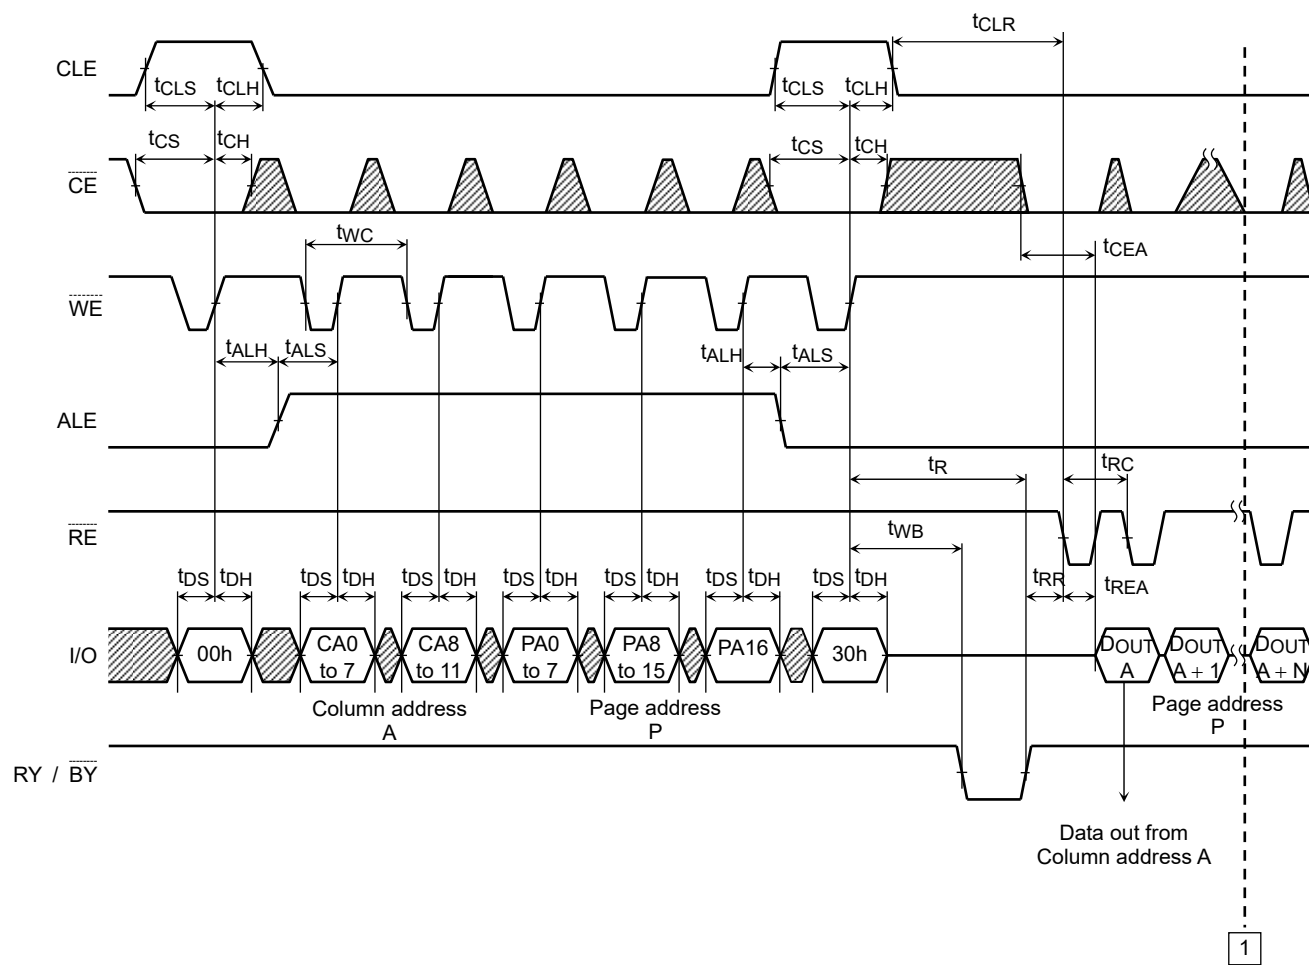 tCLR
CLE
tCLS tCLH tCLS tCLH
tCS tCH tCS tCH
CE
tWC tCEA
WE
tALH tALS tALH tALS
ALE
tR tRC
RE
tWB
tDS tDH tDS tDH tDS tDH tDS tDH tDS tDH tDS tDH tDS tDH tRR tREA
I/O
00h
CA0
to 7
CA8
to 11
PA0
to 7
PA8
to 15
PA16
30h
DOUT
A
DOUT
A + 1
DOUT
A + N
Column address
A
Page address
P
Page address
P
RY / BY
Data out from
Column address A
1